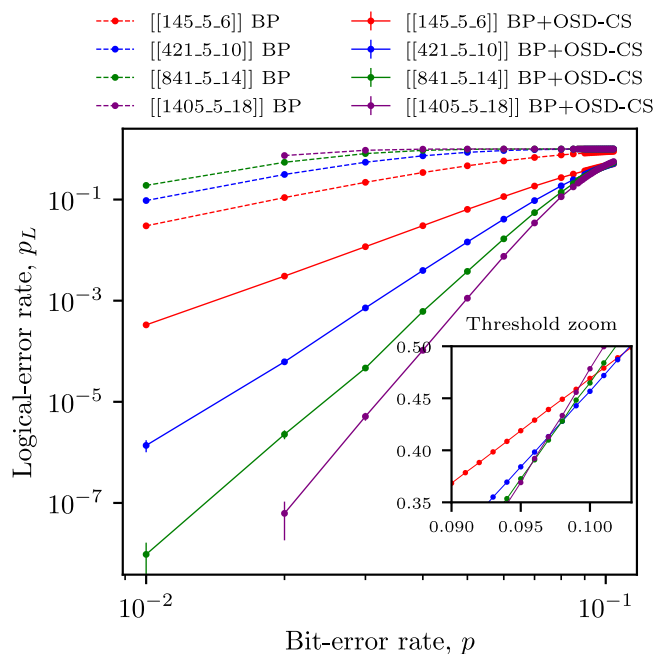 [[145_5_6]] BP
[[421_5_10]] BP
[[841_5_14]] BP
[[1405_5_18]] BP
[[145_5_6]] BP+OSD-CS
[[421_5_10]] BP+OSD-CS
[[841_5_14]] BP+OSD-CS
[[1405_5_18]] BP+OSD-CS
Logical-error rate, p_L
10⁻¹
10⁻³
10⁻⁵
10⁻⁷
Threshold zoom
0.50
0.45
0.40
0.35
0.090
0.095
0.100
10⁻²
10⁻¹
Bit-error rate, p